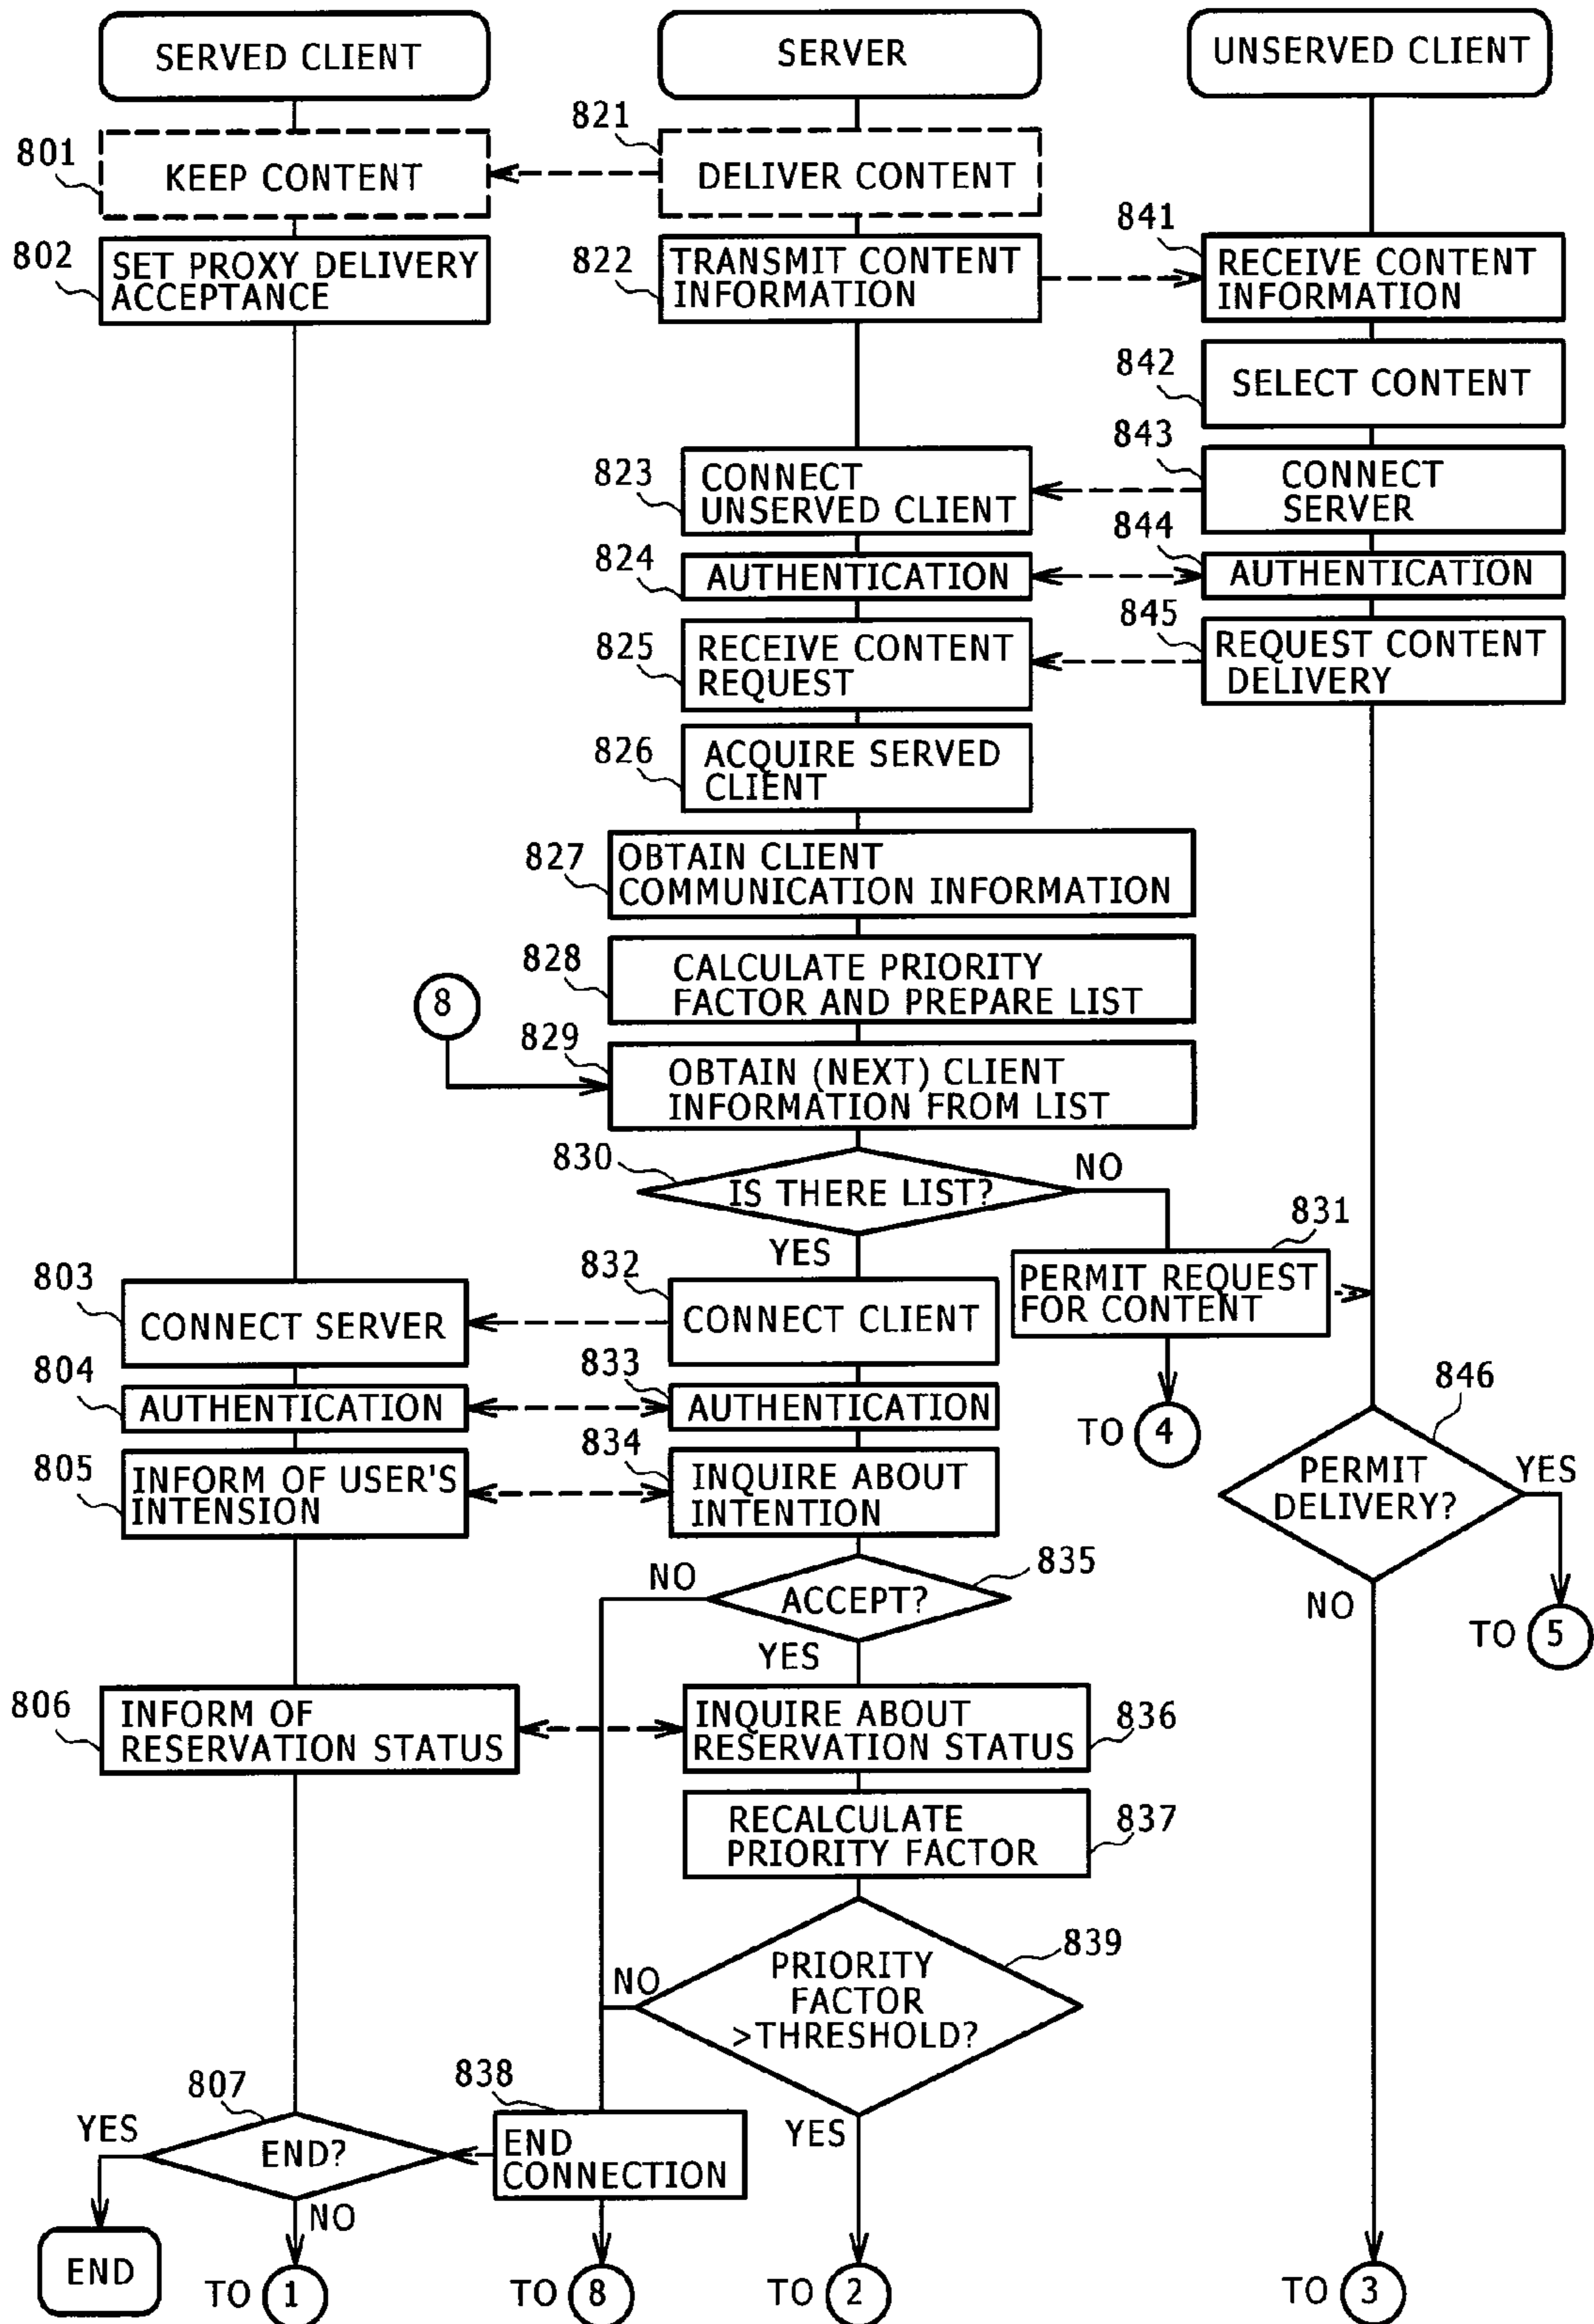 SERVED CLIENT
SERVER
UNSERVED CLIENT
801
KEEP CONTENT
821
DELIVER CONTENT
802
SET PROXY DELIVERY
ACCEPTANCE
822
TRANSMIT CONTENT
INFORMATION
841
RECEIVE CONTENT
INFORMATION
842
SELECT CONTENT
823
CONNECT
UNSERVED CLIENT
843
CONNECT
SERVER
824
AUTHENTICATION
844
AUTHENTICATION
825
RECEIVE CONTENT
REQUEST
845
REQUEST CONTENT
DELIVERY
826
ACQUIRE SERVED
CLIENT
827
OBTAIN CLIENT
COMMUNICATION INFORMATION
828
CALCULATE PRIORITY
FACTOR AND PREPARE LIST
8
829
OBTAIN (NEXT) CLIENT
INFORMATION FROM LIST
830
IS THERE LIST?
NO
YES
831
PERMIT REQUEST
FOR CONTENT
TO 4
803
CONNECT SERVER
832
CONNECT CLIENT
804
AUTHENTICATION
833
AUTHENTICATION
805
INFORM OF USER'S
INTENSION
834
INQUIRE ABOUT
INTENTION
846
PERMIT
DELIVERY?
YES
TO 5
NO
835
ACCEPT?
NO
YES
806
INFORM OF
RESERVATION STATUS
INQUIRE ABOUT
RESERVATION STATUS
836
RECALCULATE
PRIORITY FACTOR
837
PRIORITY
FACTOR
>THRESHOLD?
839
NO
YES
807
END?
YES
NO
END
838
END
CONNECTION
TO 1
TO 8
TO 2
TO 3